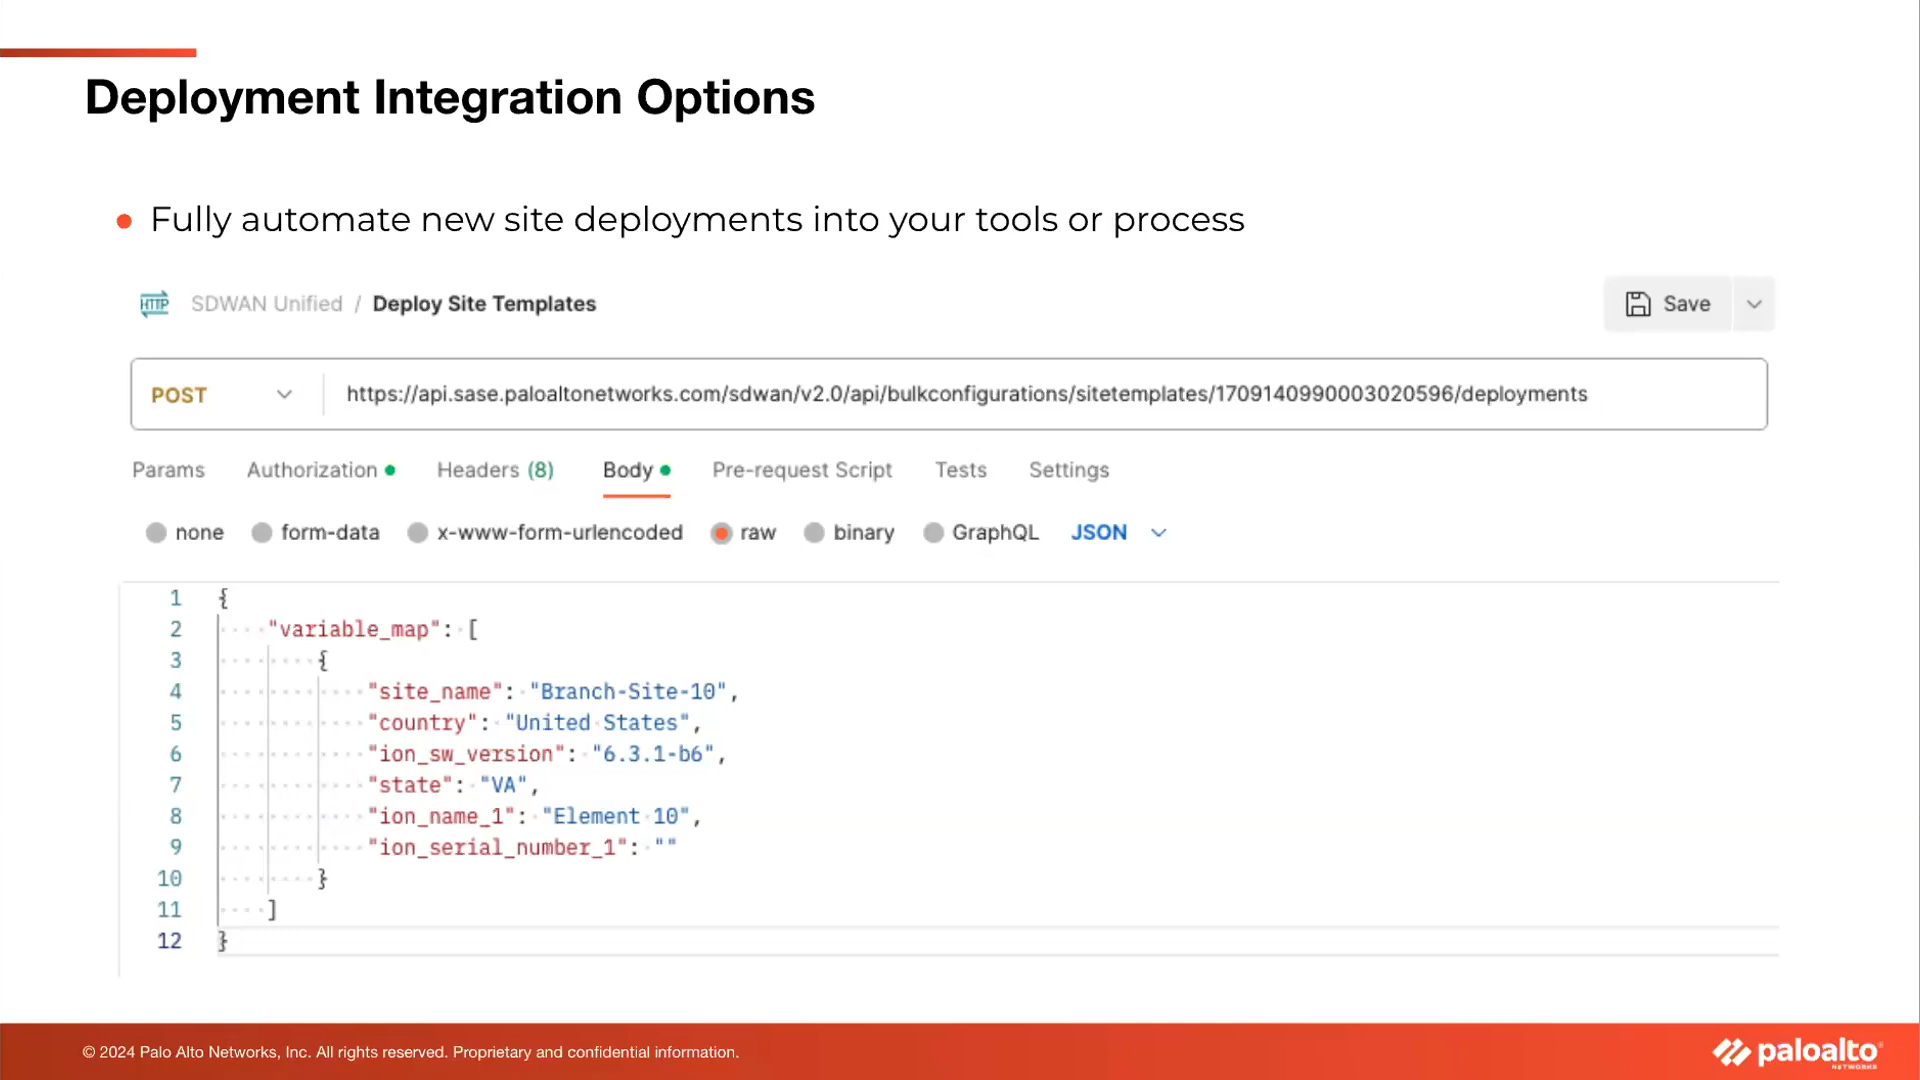 Deployment Integration Options
Fully automate new site deployments into your tools or process
HTTP SDWAN Unified / Deploy Site Templates Save
POST https://api.sase.paloaltonetworks.com/sdwan/v2.0/api/bulkconfigurations/sitetemplates/1709140990003020596/deployments
Params Authorization Headers (8) Body Pre-request Script Tests Settings
none form-data x-www-form-urlencoded raw binary GraphQL JSON
1 {
2 "variable_map": [
3 {
4 "site_name": "Branch-Site-10",
5 "country": "United States",
6 "ion_sw_version": "6.3.1-b6",
7 "state": "VA",
8 "ion_name_1": "Element 10",
9 "ion_serial_number_1": ""
10 }
11 ]
12 }
© 2024 Palo Alto Networks, Inc. All rights reserved. Proprietary and confidential information.
paloalto
NETWORKS